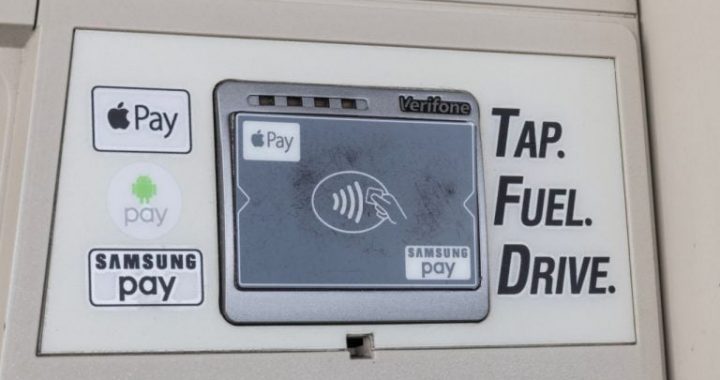 Pay
pay
SAMSUNG
pay
Verifone
Pay
SAMSUNG
pay
TAP.
FUEL.
DRIVE.